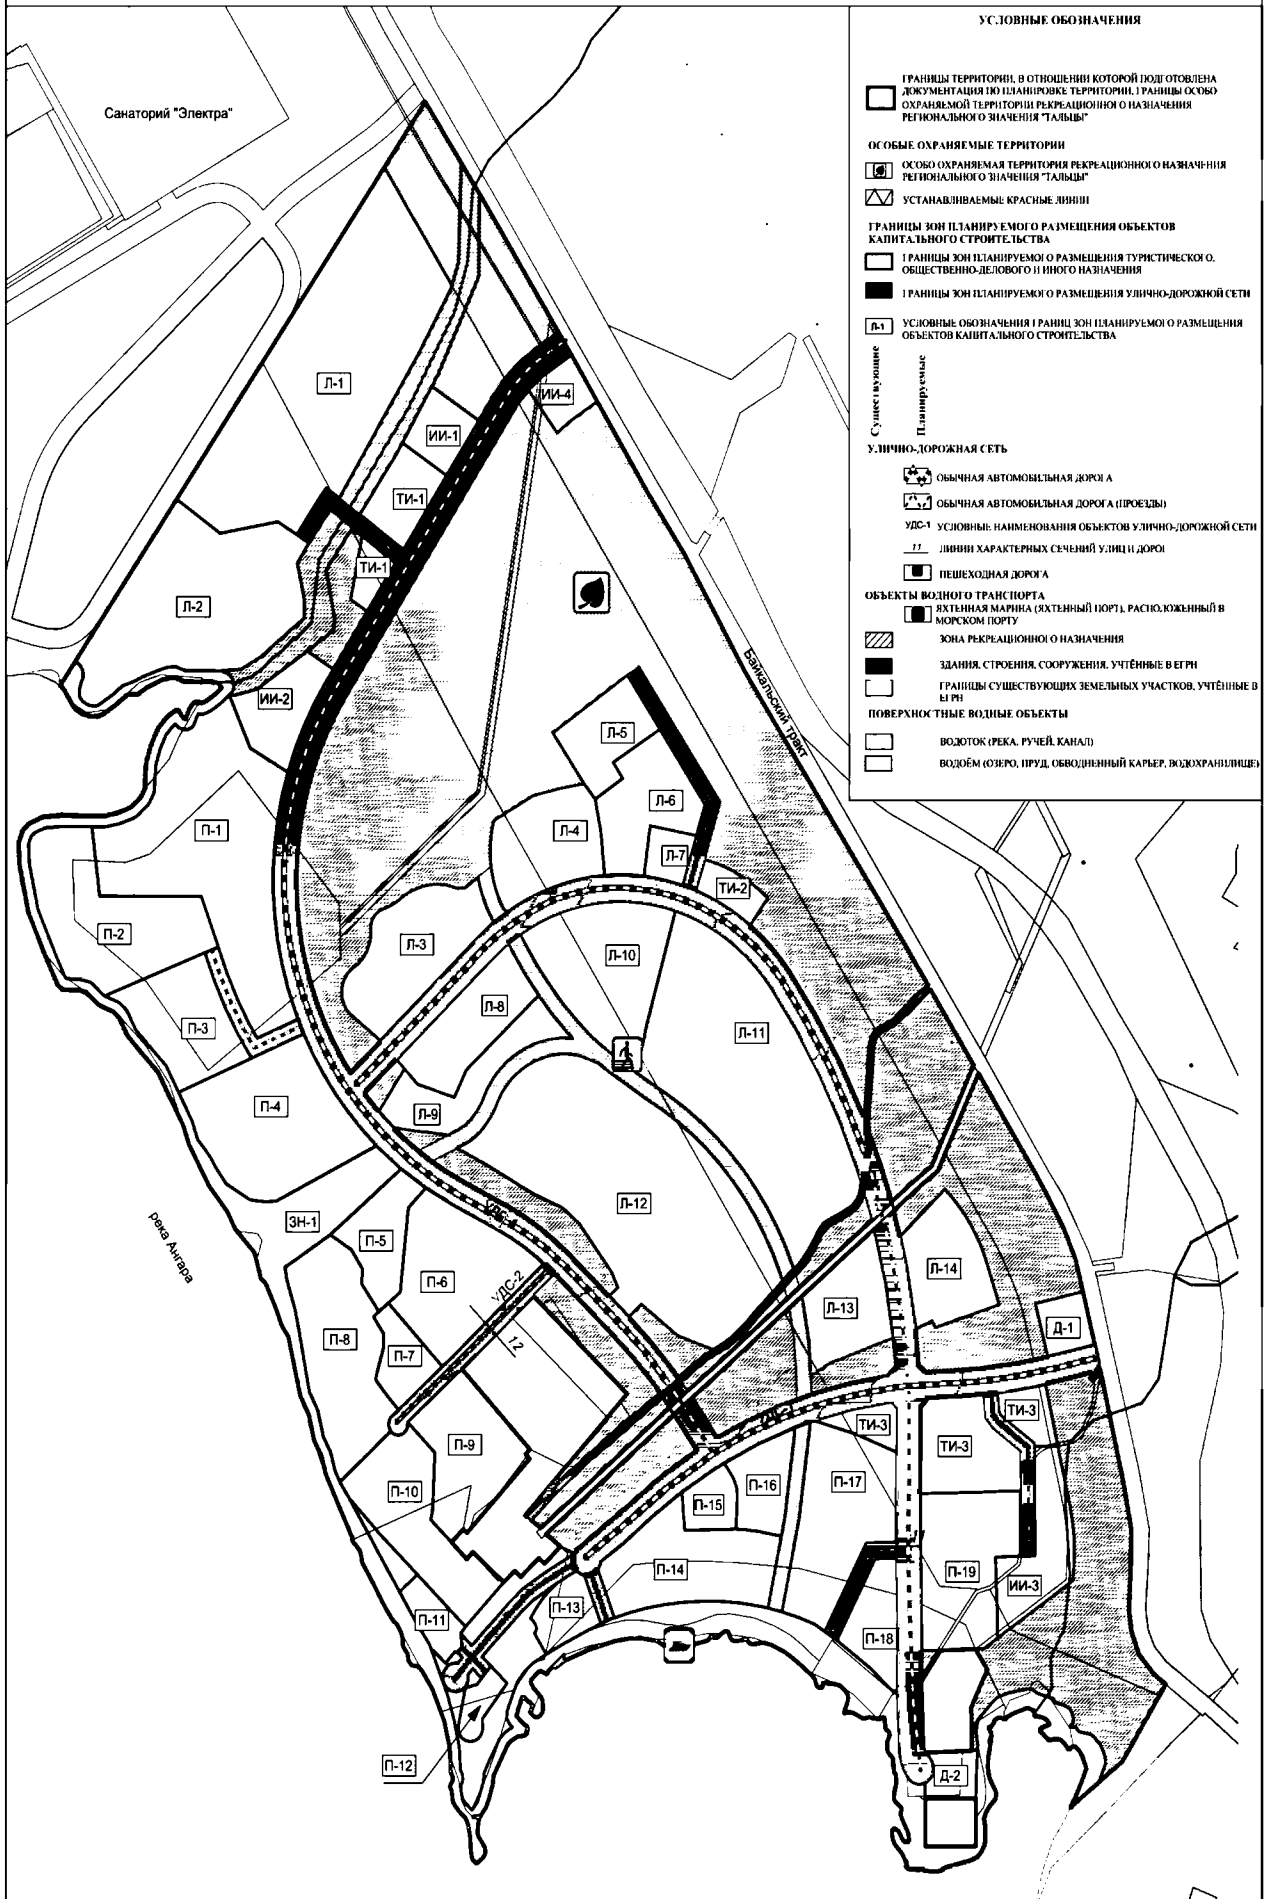 УСЛОВНЫЕ ОБОЗНАЧЕНИЯ
ГРАНИЦЫ ТЕРРИТОРИИ, В ОТНОШЕНИИ КОТОРОЙ ПОДГОТОВЛЕНА
ДОКУМЕНТАЦИЯ ПО ПЛАНИРОВКЕ ТЕРРИТОРИИ, ГРАНИЦЫ ОСОБО
ОХРАНЯЕМОЙ ТЕРРИТОРИИ РЕКРЕАЦИОННОГО НАЗНАЧЕНИЯ
РЕГИОНАЛЬНОГО ЗНАЧЕНИЯ "ТАЛЬЦЫ"
ОСОБЫЕ ОХРАНЯЕМЫЕ ТЕРРИТОРИИ
ОСОБО ОХРАНЯЕМАЯ ТЕРРИТОРИЯ РЕКРЕАЦИОННОГО НАЗНАЧЕНИЯ
РЕГИОНАЛЬНОГО ЗНАЧЕНИЯ "ТАЛЬЦЫ"
УСТАНАВЛИВАЕМЫЕ КРАСНЫЕ ЛИНИИ
ГРАНИЦЫ ЗОН ПЛАНИРУЕМОГО РАЗМЕЩЕНИЯ ОБЪЕКТОВ
КАПИТАЛЬНОГО СТРОИТЕЛЬСТВА
ГРАНИЦЫ ЗОН ПЛАНИРУЕМОГО РАЗМЕЩЕНИЯ ТУРИСТИЧЕСКОГО,
ОБЩЕСТВЕННО-ДЕЛОВОГО И ИНОГО НАЗНАЧЕНИЯ
ГРАНИЦЫ ЗОН ПЛАНИРУЕМОГО РАЗМЕЩЕНИЯ УЛИЧНО-ДОРОЖНОЙ СЕТИ
Л-1 УСЛОВНЫЕ ОБОЗНАЧЕНИЯ ГРАНИЦ ЗОН ПЛАНИРУЕМОГО РАЗМЕЩЕНИЯ
ОБЪЕКТОВ КАПИТАЛЬНОГО СТРОИТЕЛЬСТВА
Существующие
Планируемые
УЛИЧНО-ДОРОЖНАЯ СЕТЬ
ОБЫЧНАЯ АВТОМОБИЛЬНАЯ ДОРОГА
ОБЫЧНАЯ АВТОМОБИЛЬНАЯ ДОРОГА (ПРОЕЗДЫ)
УДС-1 УСЛОВНЫЕ НАИМЕНОВАНИЯ ОБЪЕКТОВ УЛИЧНО-ДОРОЖНОЙ СЕТИ
11 ЛИНИИ ХАРАКТЕРНЫХ СЕЧЕНИЙ УЛИЦ И ДОРОГ
ПЕШЕХОДНАЯ ДОРОГА
ОБЪЕКТЫ ВОДНОГО ТРАНСПОРТА
ЯХТЕННАЯ МАРИНА (ЯХТЕННЫЙ ПОРТ), РАСПОЛОЖЕННЫЙ В
МОРСКОМ ПОРТУ
ЗОНА РЕКРЕАЦИОННОГО НАЗНАЧЕНИЯ
ЗДАНИЯ, СТРОЕНИЯ, СООРУЖЕНИЯ, УЧТЁННЫЕ В ЕГРН
ГРАНИЦЫ СУЩЕСТВУЮЩИХ ЗЕМЕЛЬНЫХ УЧАСТКОВ, УЧТЁННЫЕ В
ЕГРН
ПОВЕРХНОСТНЫЕ ВОДНЫЕ ОБЪЕКТЫ
ВОДОТОК (РЕКА, РУЧЕЙ, КАНАЛ)
ВОДОЁМ (ОЗЕРО, ПРУД, ОБВОДНЕННЫЙ КАРЬЕР, ВОДОХРАНИЛИЩЕ)
Санаторий "Электра"
Л-1
ИИ-4
ИИ-1
ТИ-1
ТИ-1
Л-2
ИИ-2
Байкальский тракт
Л-5
Л-6
Л-4
П-1
Л-7
ТИ-2
П-2
Л-3
Л-10
Л-8
П-3
Л-11
П-4
Л-9
Л-12
ЗН-1
река Ангара
П-5
П-6
УДС-2
Л-14
Л-13
Д-1
П-8
П-7
12
ТИ-3
ТИ-3
ТИ-3
П-9
П-10
П-15
П-16
П-17
П-14
П-19
ИИ-3
П-13
П-11
П-18
П-12
Д-2